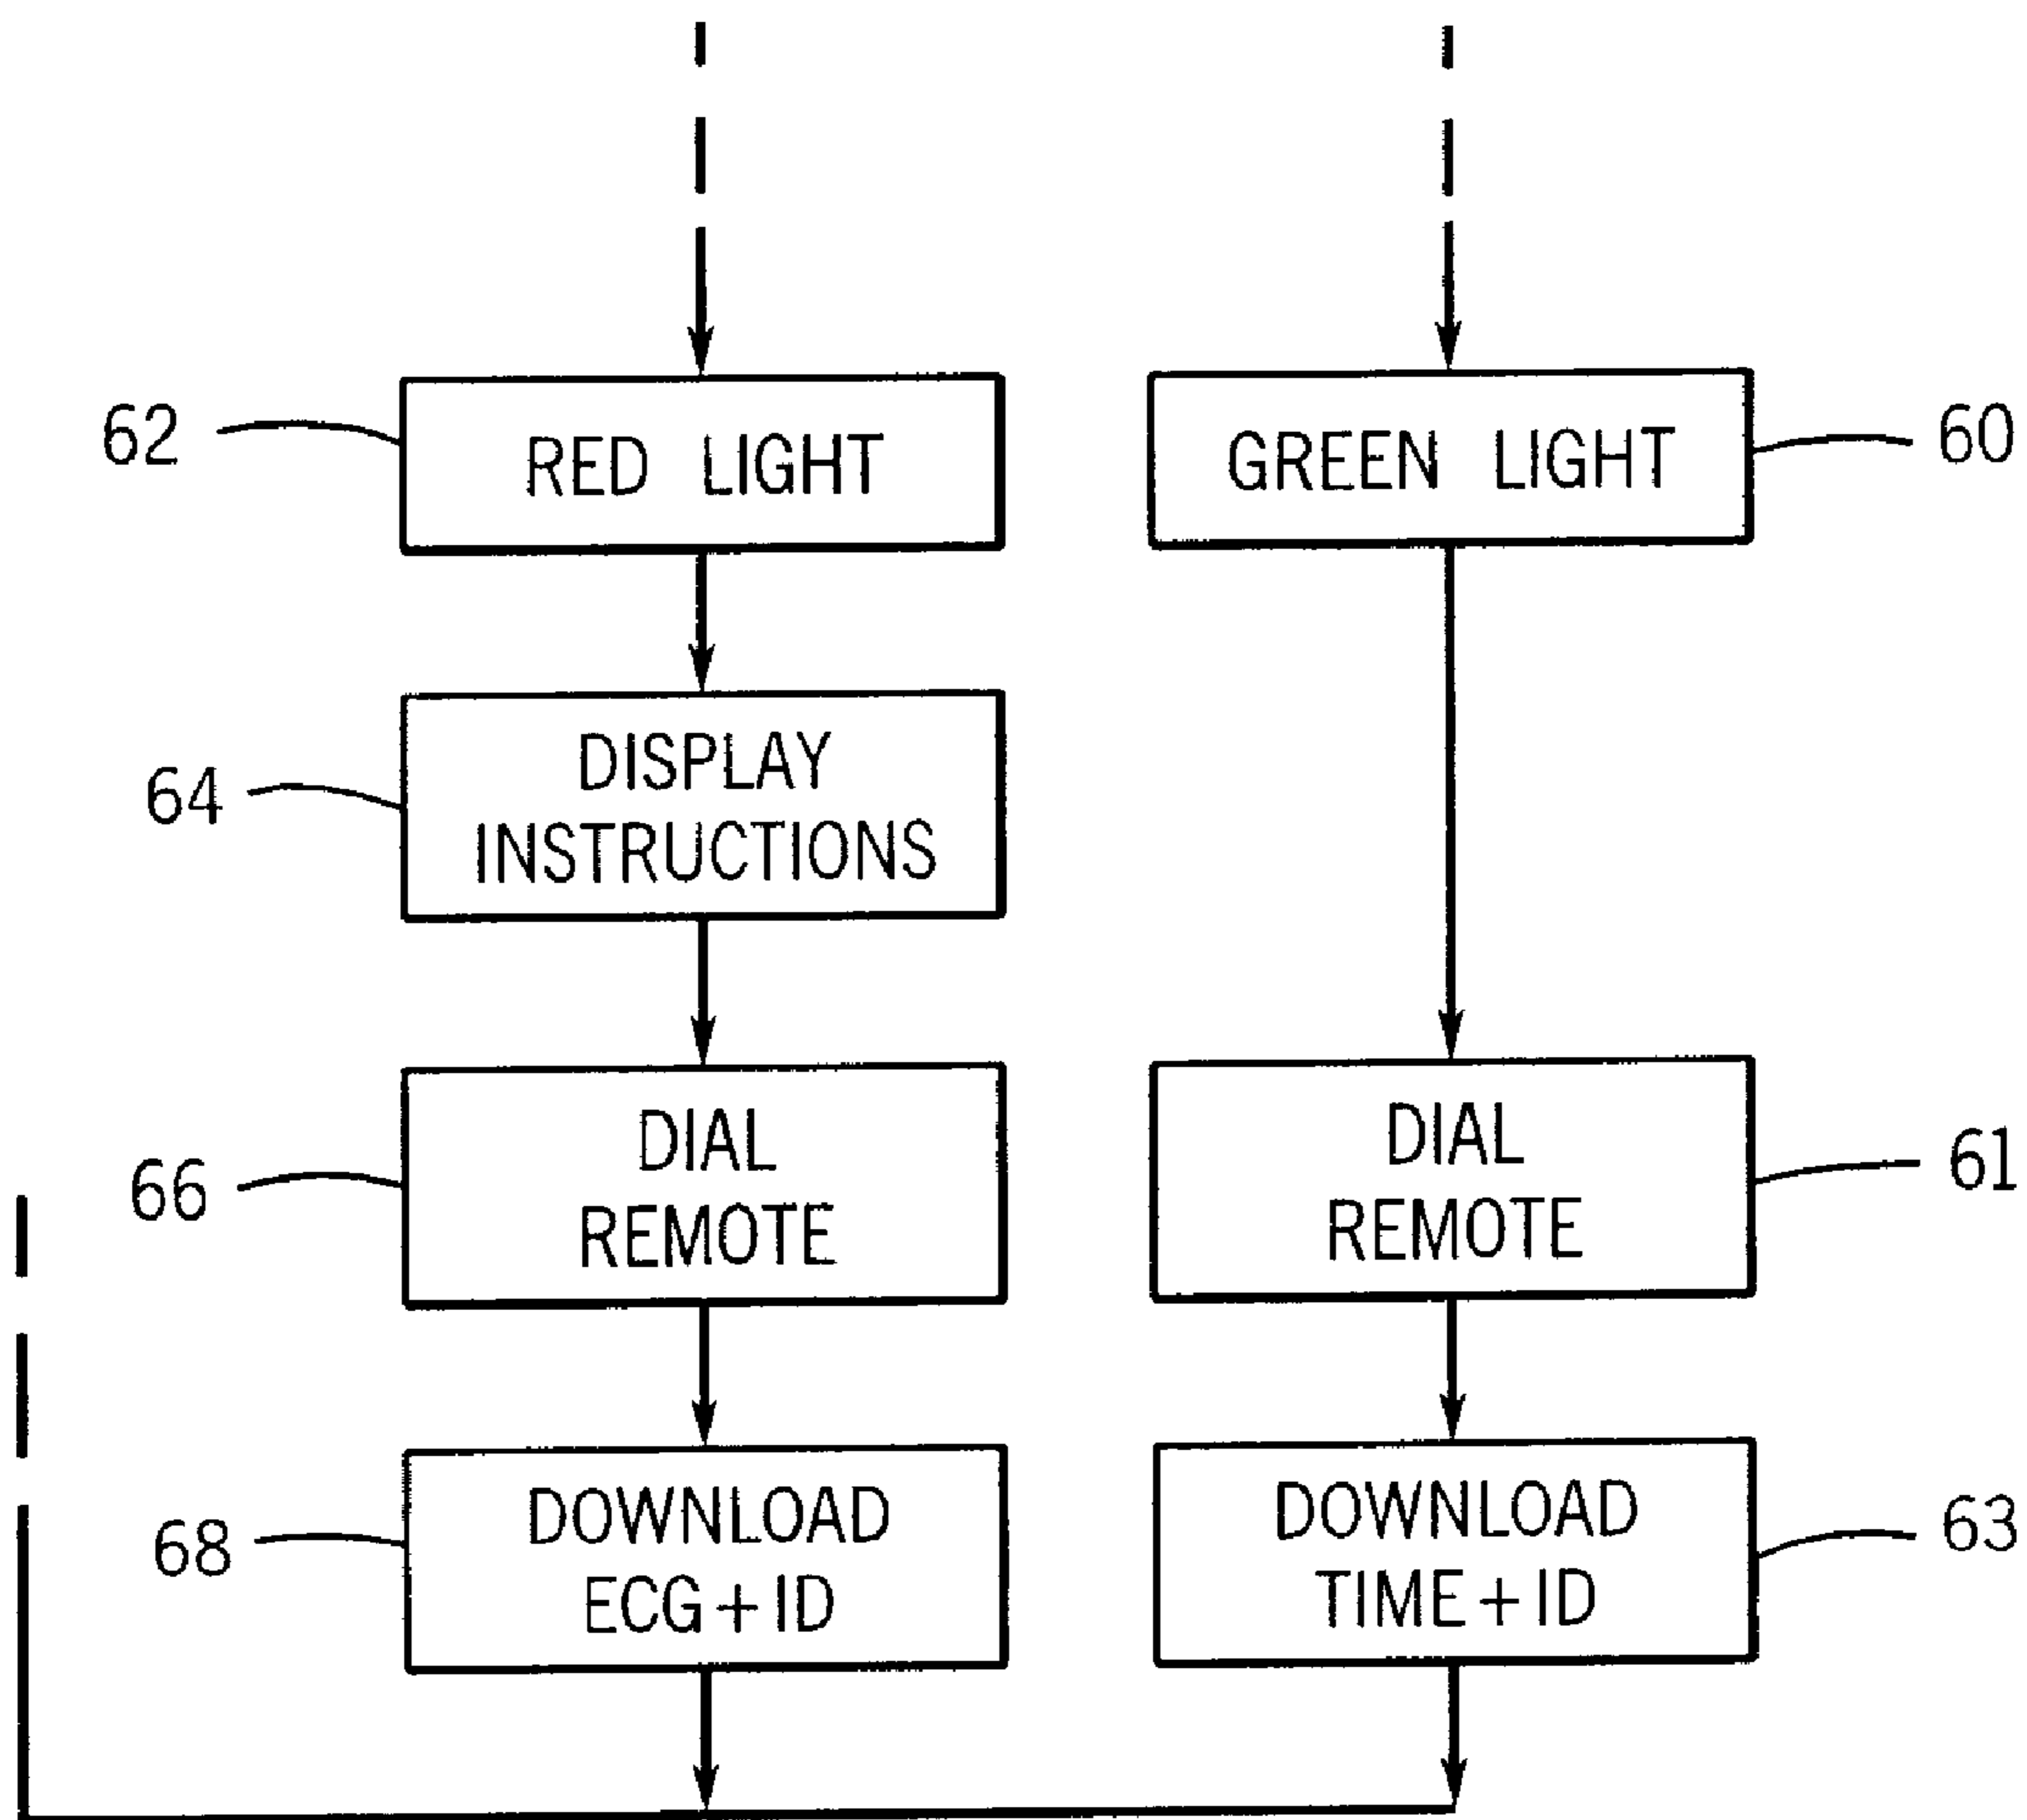 62
RED LIGHT
GREEN LIGHT
60
64
DISPLAY
INSTRUCTIONS
66
DIAL
REMOTE
DIAL
REMOTE
61
68
DOWNLOAD
ECG + ID
DOWNLOAD
TIME + ID
63